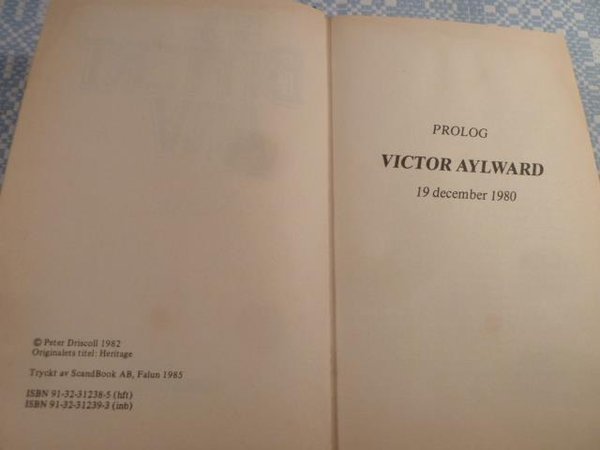 © Peter Driscoll 1982
Originalets titel: Heritage
Tryckt av ScandBook AB, Falun 1985
ISBN 91-32-31238-5 (hft)
ISBN 91-32-31239-3 (inb)
PROLOG
VICTOR AYLWARD
19 december 1980